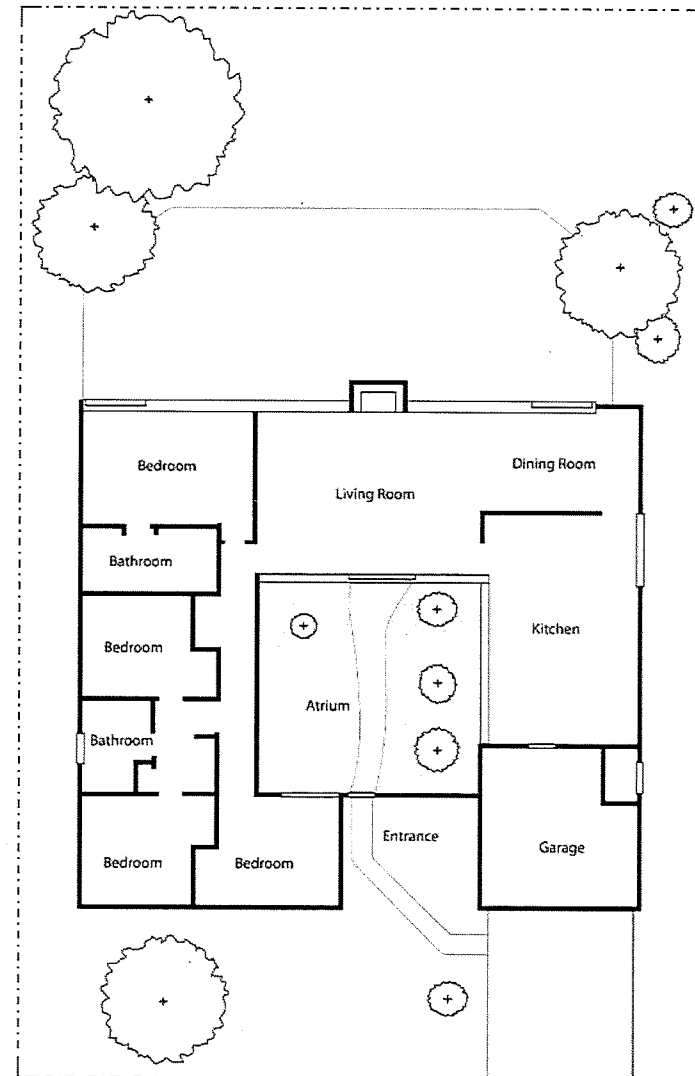 Bedroom
Dining Room
Living Room
Bathroom
Kitchen
Bedroom
Atrium
Bathroom
Entrance
Garage
Bedroom
Bedroom